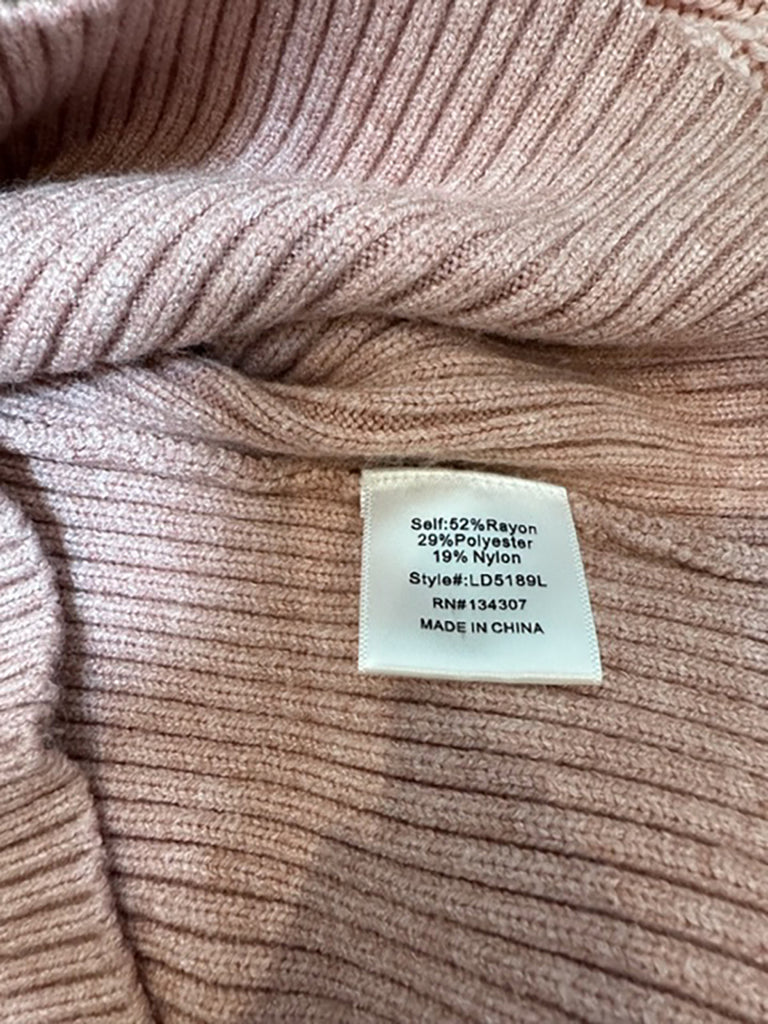 Self:52%Rayon
29%Polyester
19% Nylon
Style#:LD5189L
RN#134307
MADE IN CHINA